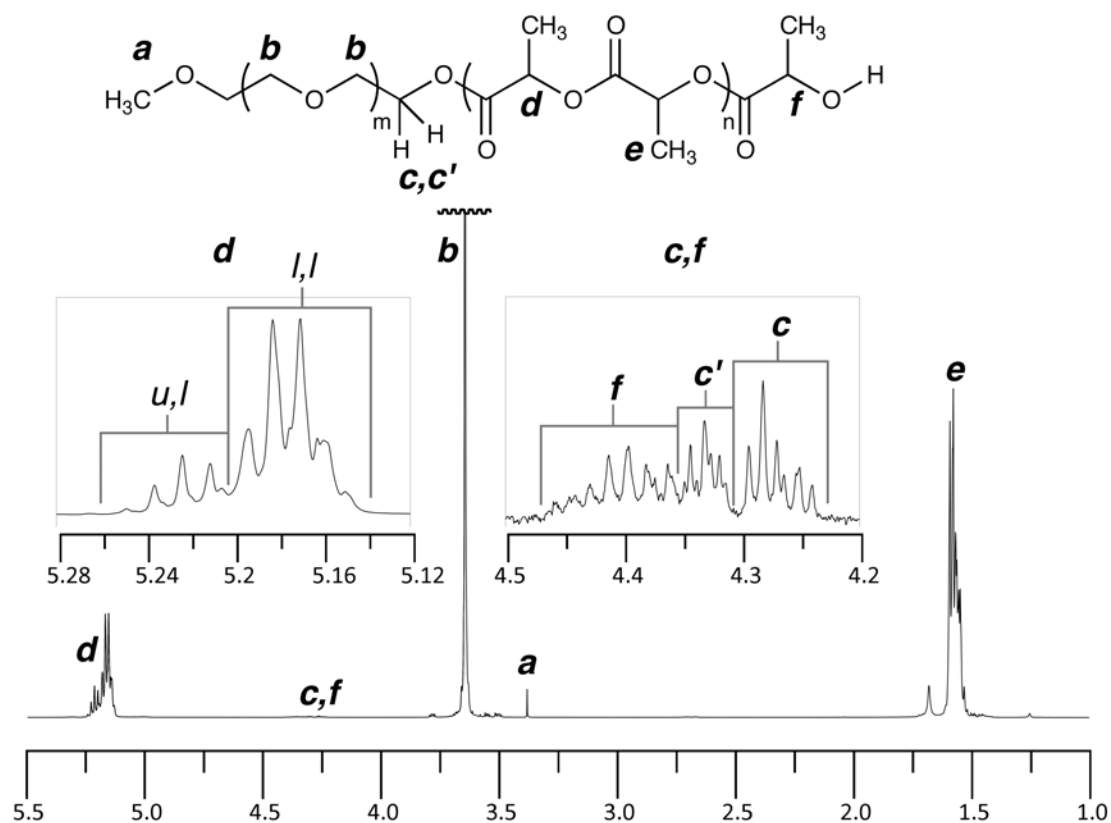 CH₃ O CH₃
a b b
O O O H
H₃C O m O d O n f O
H O e CH₃ O
H
c,c'
d b c,f
l,l
c
u,l f c' e
5.28 5.24 5.2 5.16 5.12 4.5 4.4 4.3 4.2
d a
c,f
5.5 5.0 4.5 4.0 3.5 3.0 2.5 2.0 1.5 1.0